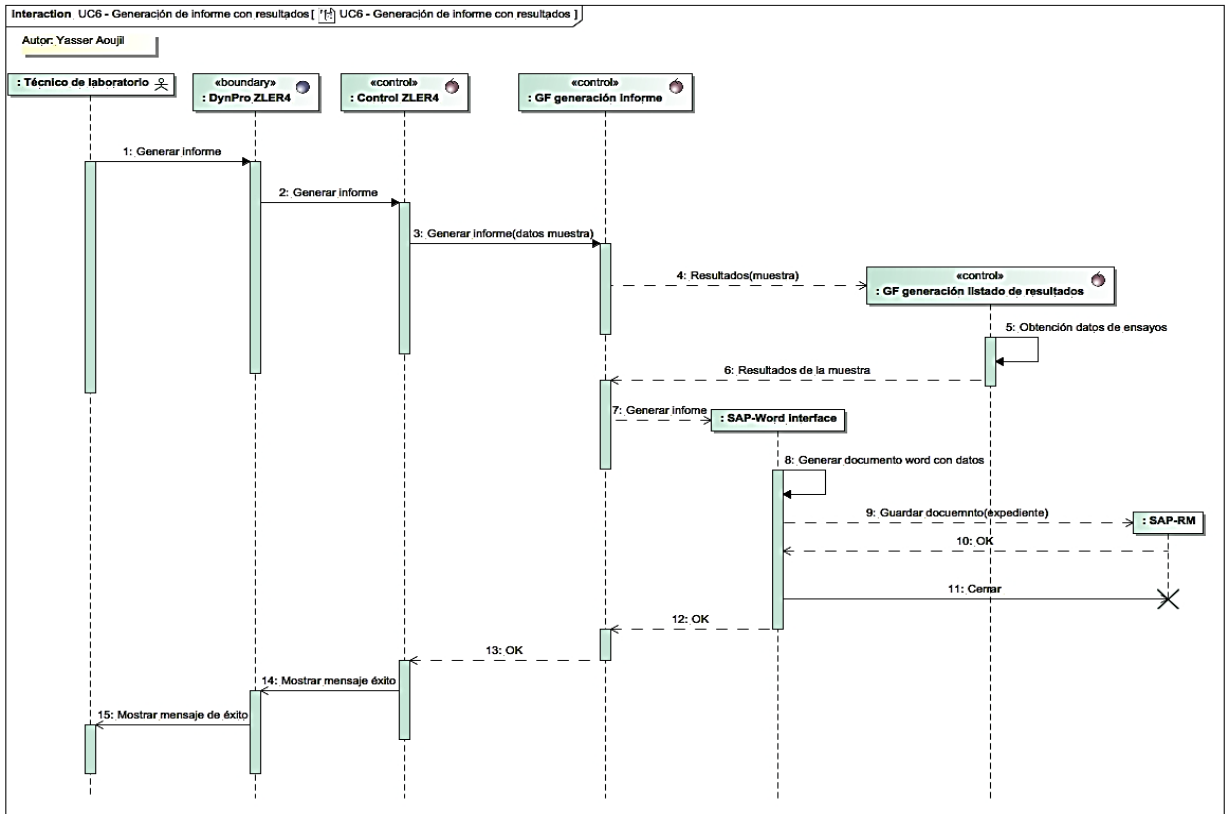 Interaction UC6 - Generación de informe con resultados [ UC6 - Generación de informe con resultados ]
Autor: Yasser Aoujil
: Técnico de laboratorio
«boundary»
: DynPro ZLER4
«control»
: Control ZLER4
«control»
: GF generación informe
1: Generar informe
2: Generar informe
3: Generar informe(datos muestra)
4: Resultados(muestra)
«control»
: GF generación listado de resultados
5: Obtención datos de ensayos
6: Resultados de la muestra
7: Generar infome
: SAP-Word interface
8: Generar documento word con datos
9: Guardar docuemnto(expediente)
: SAP-RM
10: OK
11: Cerrar
12: OK
13: OK
14: Mostrar mensaje éxito
15: Mostrar mensaje de éxito